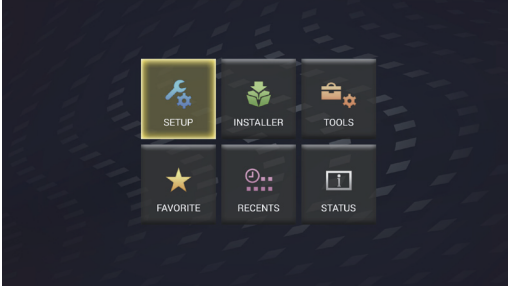 SETUP
INSTALLER
TOOLS
FAVORITE
RECENTS
STATUS